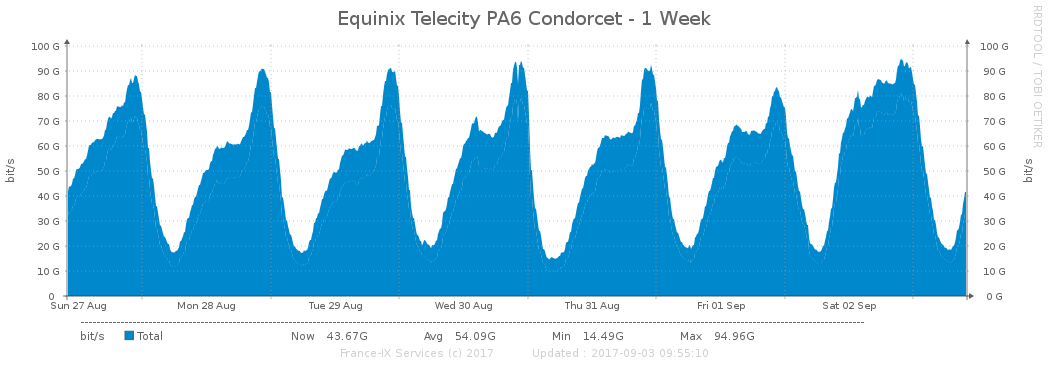 Equinix Telecity PA6 Condorcet - 1 Week
RRDTOOL / TOBI OETIKER
100 G 100 G
90 G 90 G
80 G 80 G
70 G 70 G
60 G 60 G
50 G 50 G
40 G 40 G
30 G 30 G
20 G 20 G
10 G 10 G
0 0 G
bit/s
bit/s
Sun 27 Aug Mon 28 Aug Tue 29 Aug Wed 30 Aug Thu 31 Aug Fri 01 Sep Sat 02 Sep
bit/s Total Now 43.67G Avg 54.09G Min 14.49G Max 94.96G
France-IX Services (c) 2017 Updated : 2017-09-03 09:55:10